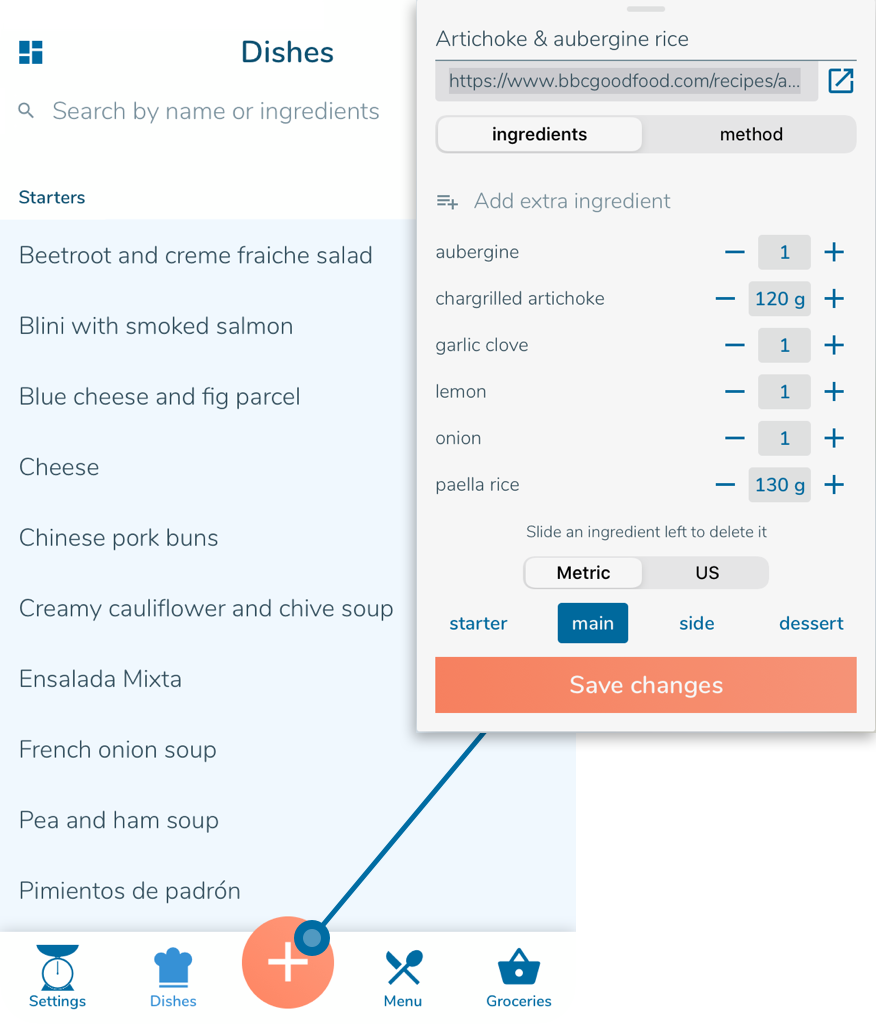 Dishes
Search by name or ingredients
Starters
Beetroot and creme fraiche salad
Blini with smoked salmon
Blue cheese and fig parcel
Cheese
Chinese pork buns
Creamy cauliflower and chive soup
Ensalada Mixta
French onion soup
Pea and ham soup
Pimientos de padrón
Settings Dishes Menu Groceries
Artichoke & aubergine rice
https://www.bbcgoodfood.com/recipes/a...
ingredients method
Add extra ingredient
aubergine 1
chargrilled artichoke 120 g
garlic clove 1
lemon 1
onion 1
paella rice 130 g
Slide an ingredient left to delete it
Metric US
starter main side dessert
Save changes